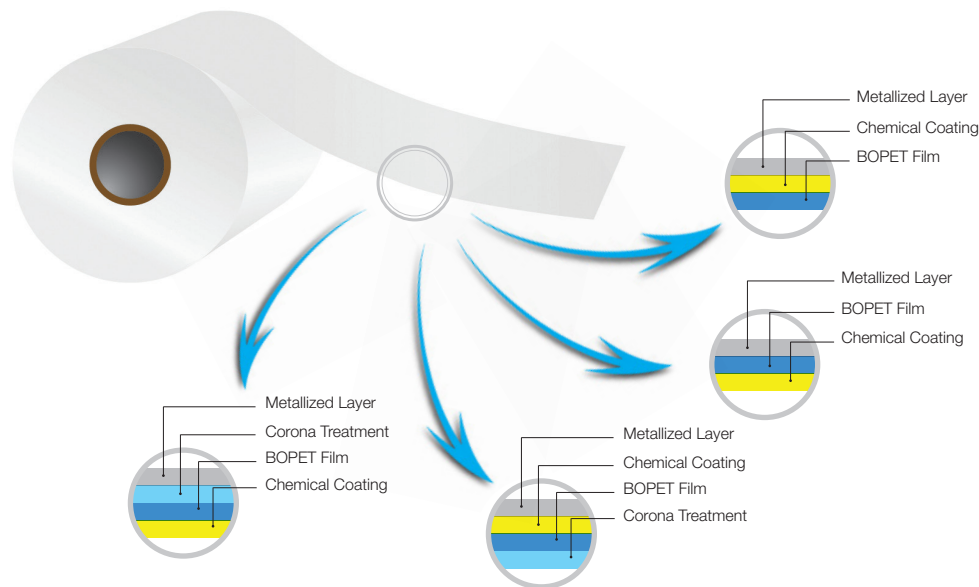 Metallized Layer
Chemical Coating
BOPET Film
Metallized Layer
BOPET Film
Chemical Coating
Metallized Layer
Corona Treatment
BOPET Film
Chemical Coating
Metallized Layer
Chemical Coating
BOPET Film
Corona Treatment